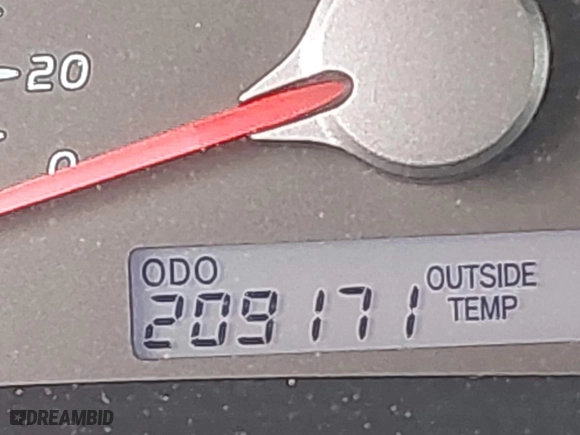 20
0
ODO
209171
OUTSIDE
TEMP
DREAMBID